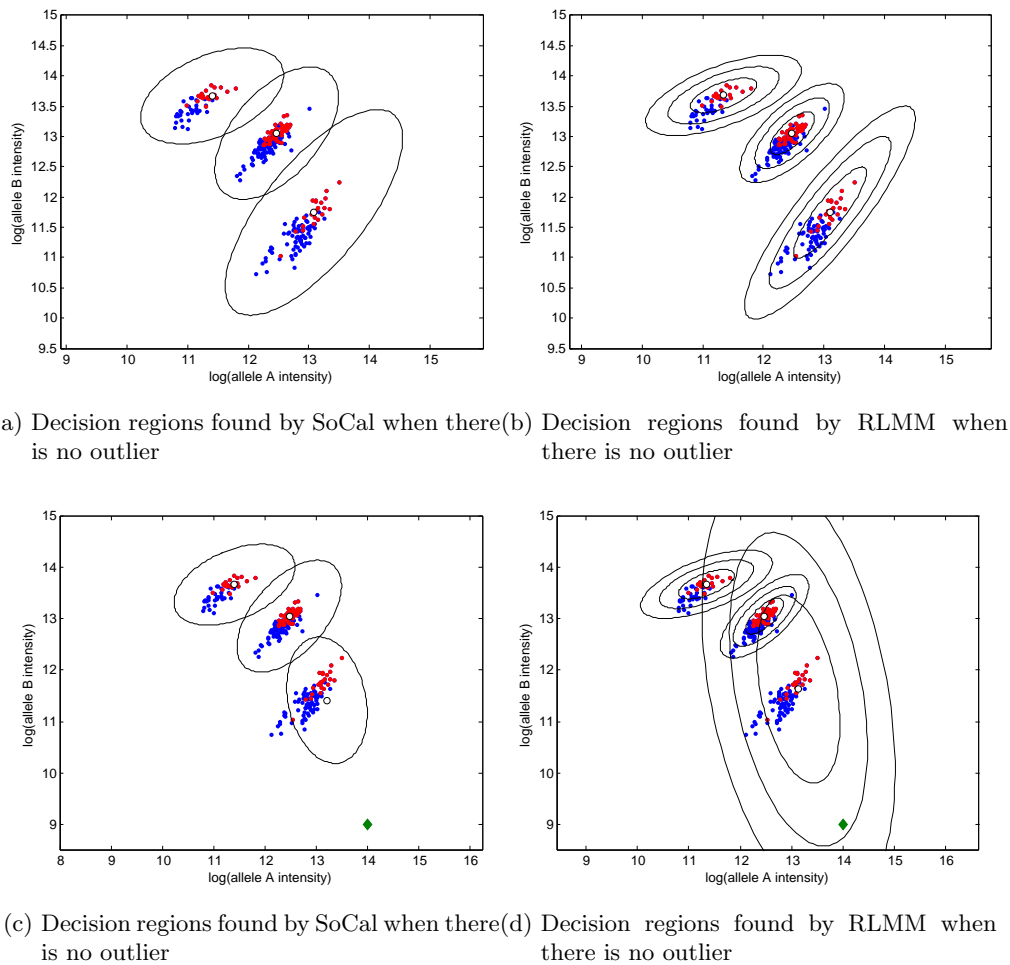 15
14.5
14
13.5
13
12.5
12
11.5
11
10.5
10
9.5
9 10 11 12 13 14 15
log(allele A intensity)
log(allele B intensity)
15
14.5
14
13.5
13
12.5
12
11.5
11
10.5
10
9.5
9 10 11 12 13 14 15
log(allele A intensity)
log(allele B intensity)
a) Decision regions found by SoCal when there
is no outlier
(b) Decision regions found by RLMM when
there is no outlier
15
14
13
12
11
10
9
8 9 10 11 12 13 14 15 16
log(allele A intensity)
log(allele B intensity)
15
14
13
12
11
10
9
9 10 11 12 13 14 15 16
log(allele A intensity)
log(allele B intensity)
(c) Decision regions found by SoCal when there
is no outlier
(d) Decision regions found by RLMM when
there is no outlier